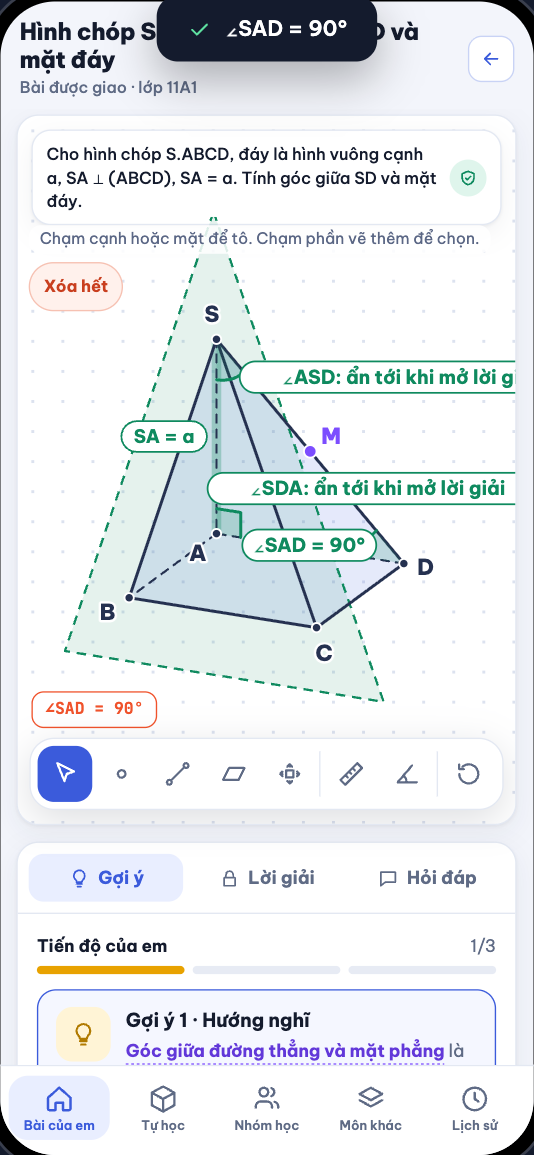 Hình chóp S
∠SAD = 90°
D và
mặt đáy
Bài được giao · lớp 11A1
Cho hình chóp S.ABCD, đáy là hình vuông cạnh
a, SA ⊥ (ABCD), SA = a. Tính góc giữa SD và mặt
đáy.
Chạm cạnh hoặc mặt để tô. Chạm phần vẽ thêm để chọn.
Xóa hết
S
∠ASD: ẩn tới khi mở lời g
SA = a
M
∠SDA: ẩn tới khi mở lời giải
∠SAD = 90°
A
D
B
C
∠SAD = 90°
Gợi ý
Lời giải
Hỏi đáp
Tiến độ của em
1/3
Gợi ý 1 · Hướng nghĩ
Góc giữa đường thẳng và mặt phẳng là
Bài của em
Tự học
Nhóm học
Môn khác
Lịch sử